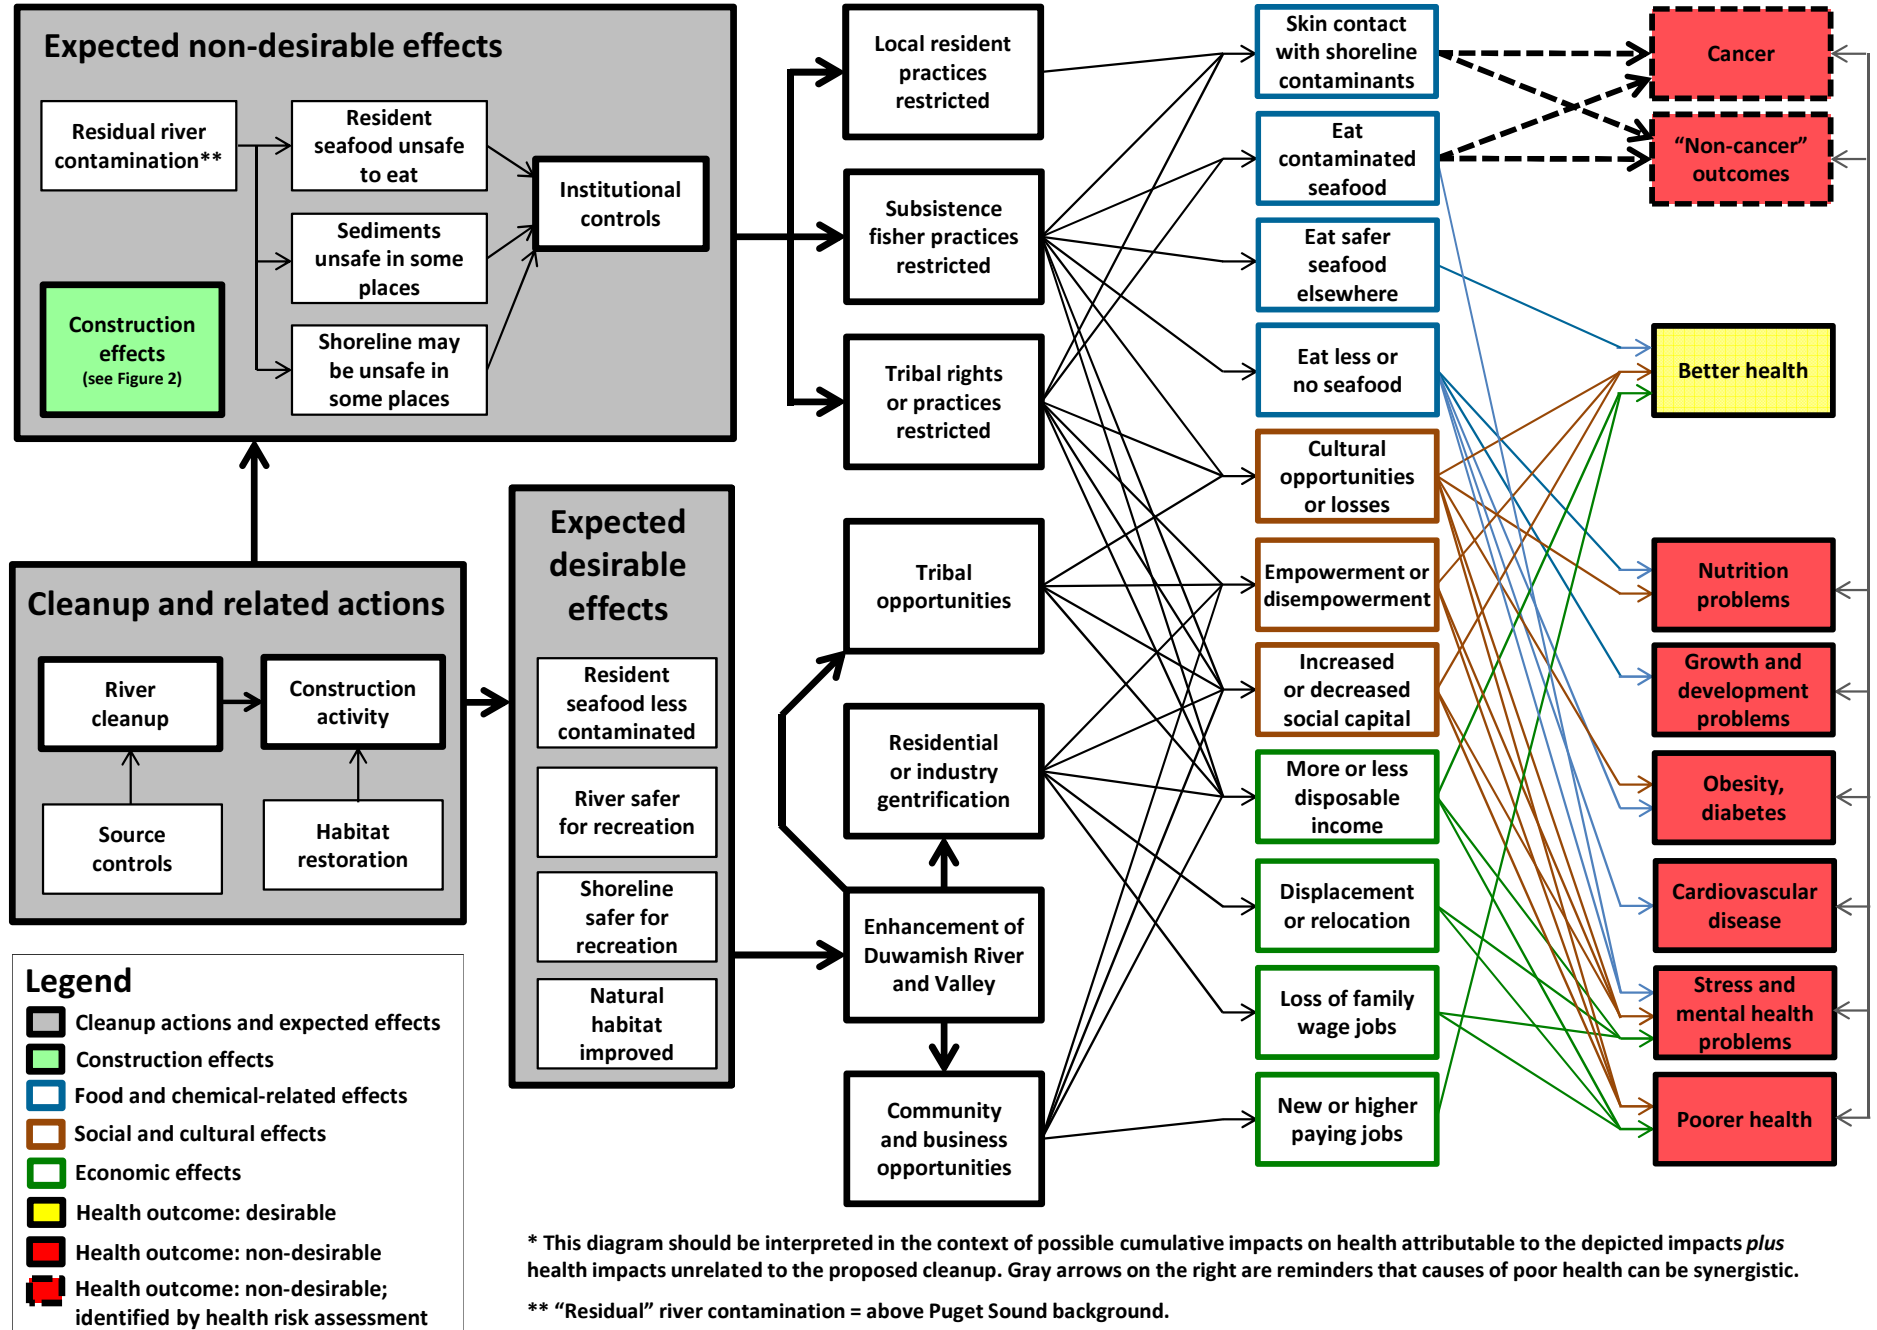 Expected non-desirable effects
Residual river
contamination**
Resident
seafood unsafe
to eat
Sediments
unsafe in some
places
Shoreline may
be unsafe in
some places
Institutional
controls
Construction
effects
(see Figure 2)
Cleanup and related actions
River
cleanup
Construction
activity
Source
controls
Habitat
restoration
Expected
desirable
effects
Resident
seafood less
contaminated
River safer
for recreation
Shoreline
safer for
recreation
Natural
habitat
improved
Local resident
practices
restricted
Subsistence
fisher practices
restricted
Tribal rights
or practices
restricted
Tribal
opportunities
Residential
or industry
gentrification
Enhancement of
Duwamish River
and Valley
Community
and business
opportunities
Skin contact
with shoreline
contaminants
Eat
contaminated
seafood
Eat safer
seafood
elsewhere
Eat less or
no seafood
Cultural
opportunities
or losses
Empowerment or
disempowerment
Increased
or decreased
social capital
More or less
disposable
income
Displacement
or relocation
Loss of family
wage jobs
New or higher
paying jobs
Cancer
“Non-cancer”
outcomes
Better health
Nutrition
problems
Growth and
development
problems
Obesity,
diabetes
Cardiovascular
disease
Stress and
mental health
problems
Poorer health
Legend
Cleanup actions and expected effects
Construction effects
Food and chemical-related effects
Social and cultural effects
Economic effects
Health outcome: desirable
Health outcome: non-desirable
Health outcome: non-desirable;
identified by health risk assessment
* This diagram should be interpreted in the context of possible cumulative impacts on health attributable to the depicted impacts plus
health impacts unrelated to the proposed cleanup. Gray arrows on the right are reminders that causes of poor health can be synergistic.
** “Residual” river contamination = above Puget Sound background.